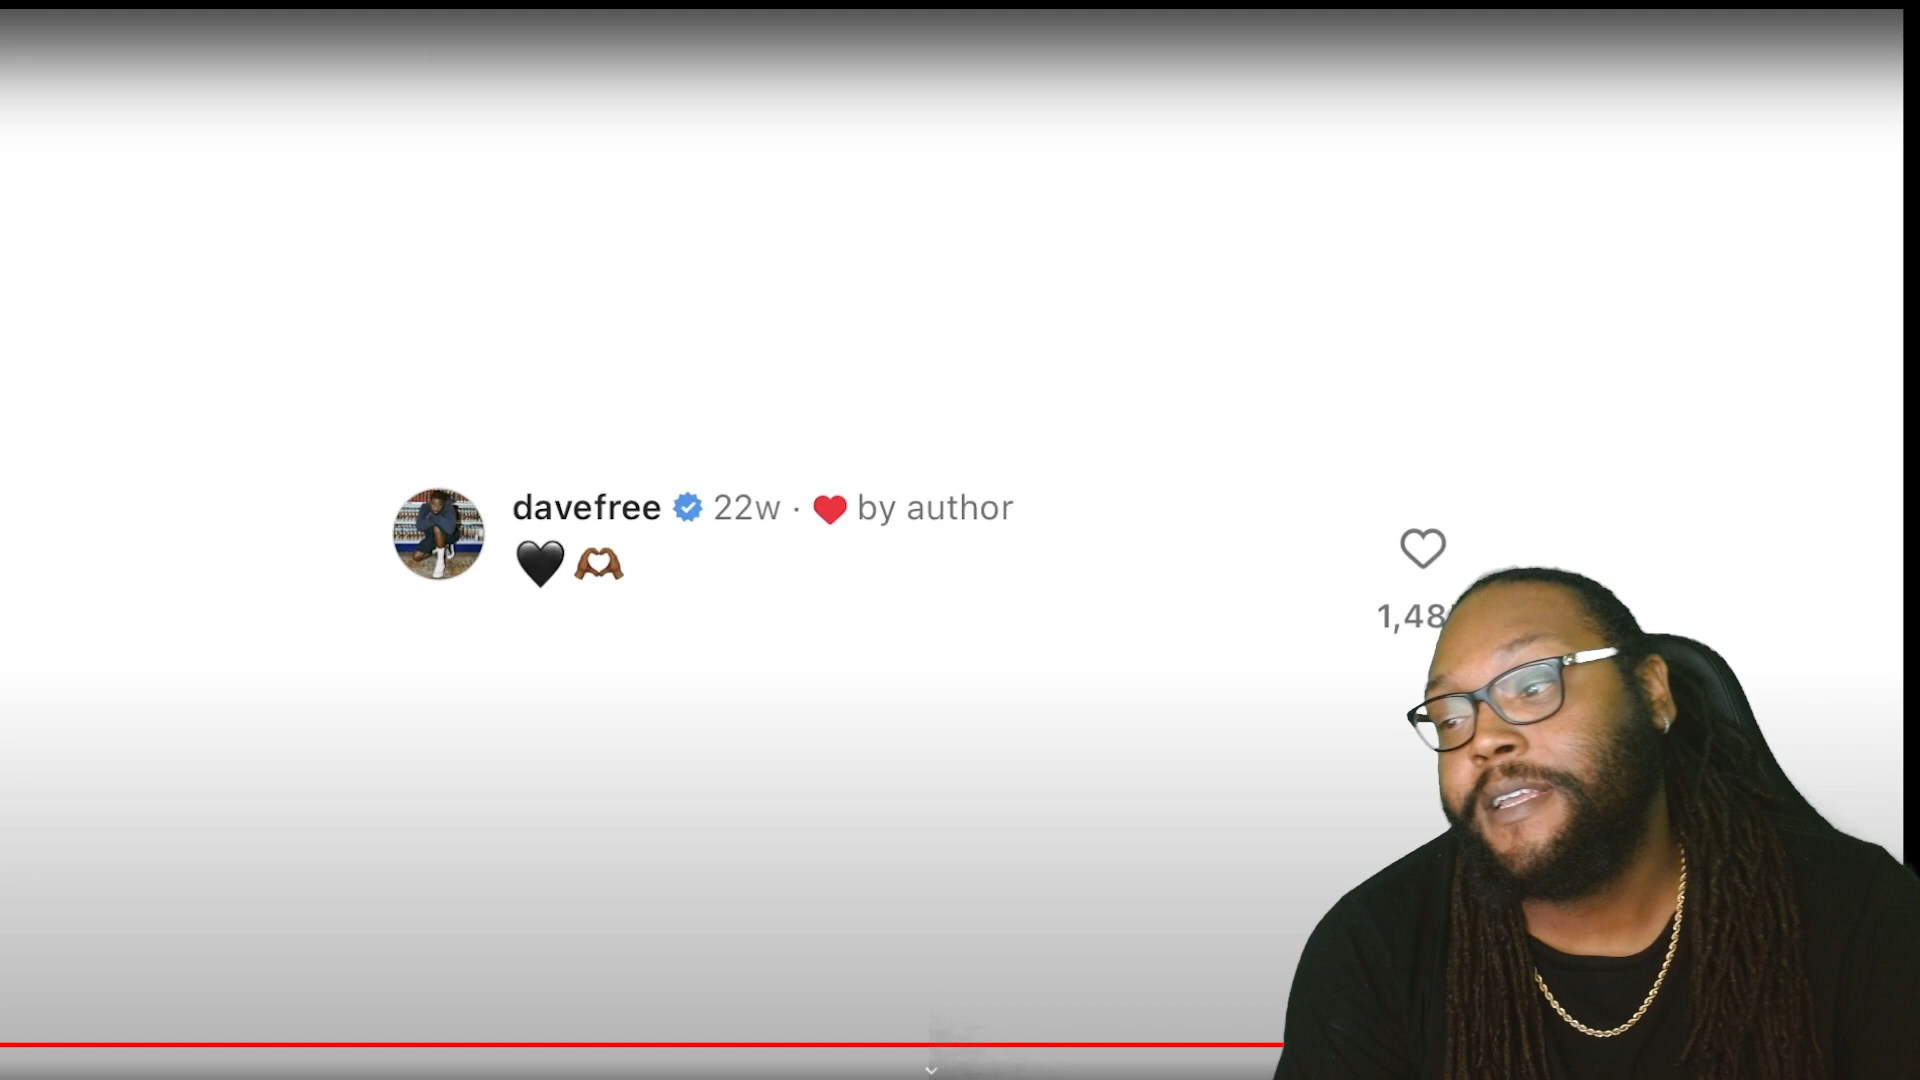 davefree 22w · ❤️ by author
🖤🫶🏾
1,48